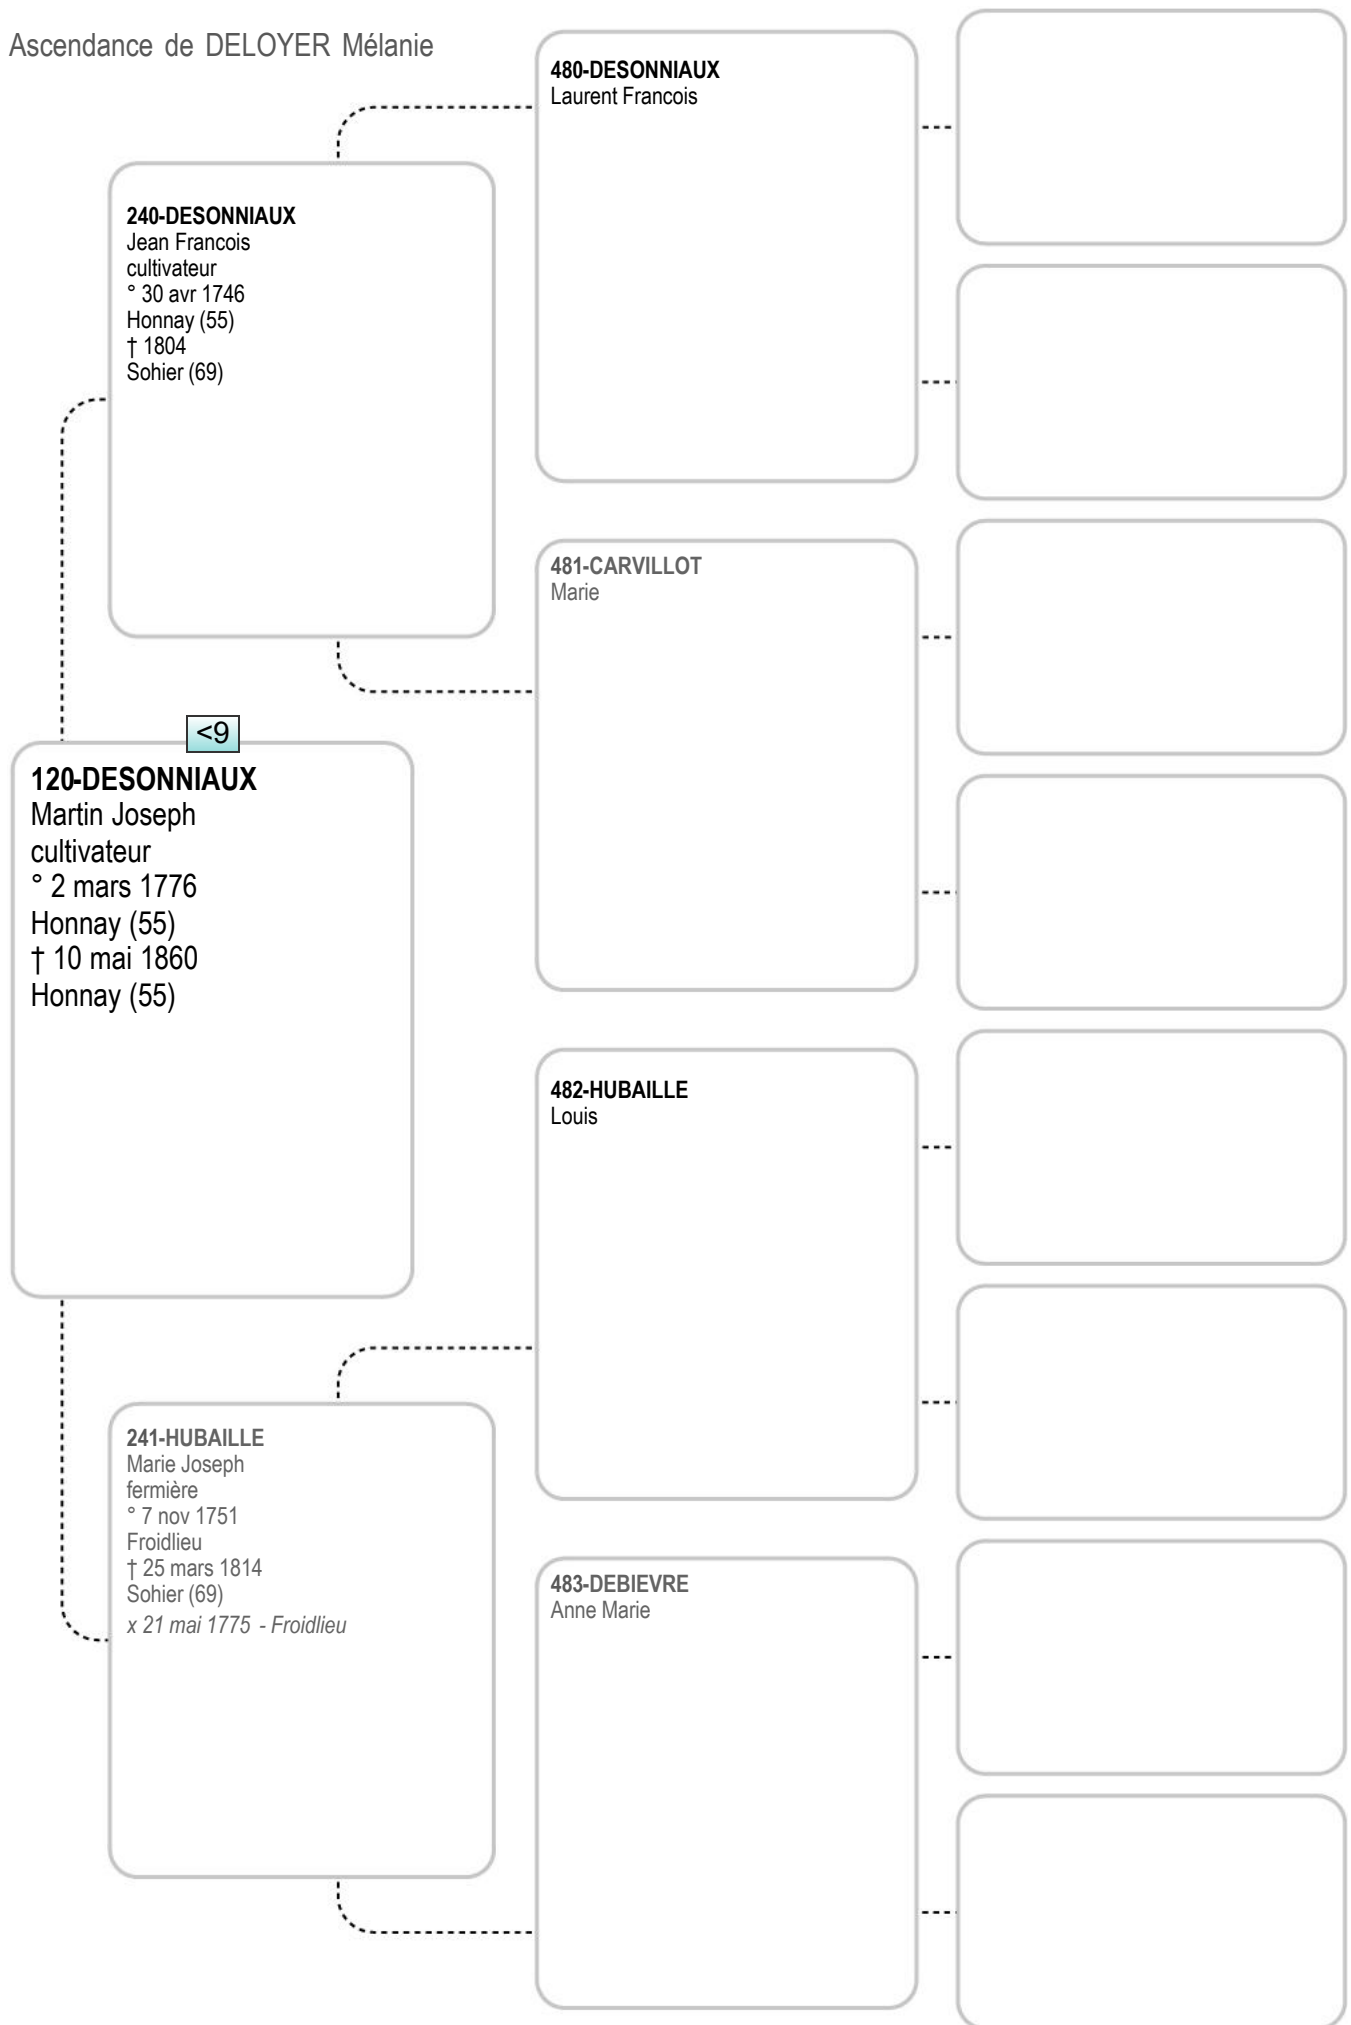 Ascendance de DELOYER Mélanie
480-DESONNIAUX
Laurent Francois
240-DESONNIAUX
Jean Francois
cultivateur
° 30 avr 1746
Honnay (55)
† 1804
Sohier (69)
481-CARVILLOT
Marie
<9
120-DESONNIAUX
Martin Joseph
cultivateur
° 2 mars 1776
Honnay (55)
† 10 mai 1860
Honnay (55)
482-HUBAILLE
Louis
241-HUBAILLE
Marie Joseph
fermière
° 7 nov 1751
Froidlieu
† 25 mars 1814
Sohier (69)
x 21 mai 1775 - Froidlieu
483-DEBIEVRE
Anne Marie